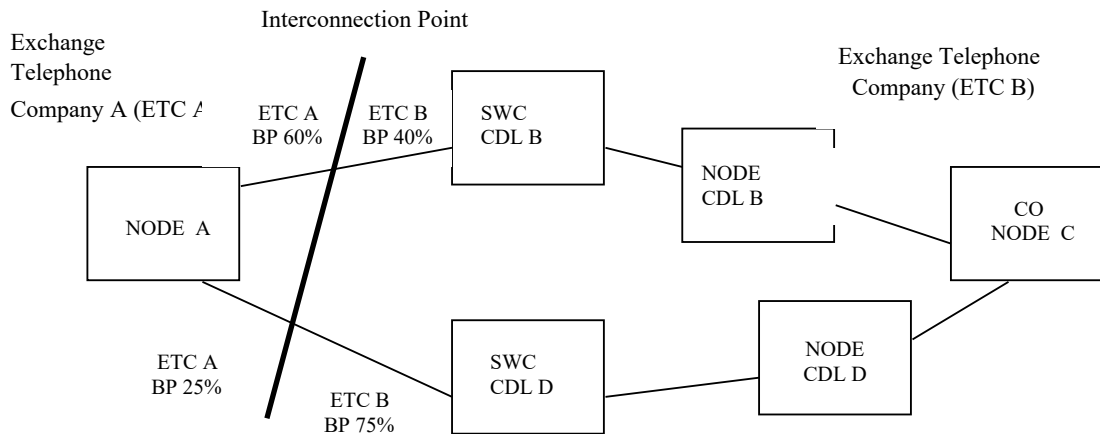 Interconnection Point
Exchange
Telephone
Company A (ETC A
Exchange Telephone
Company (ETC B)
ETC A
BP 60%
ETC B
BP 40%
SWC
CDL B
NODE
CDL B
NODE A
CO
NODE C
ETC A
BP 25%
ETC B
BP 75%
SWC
CDL D
NODE
CDL D